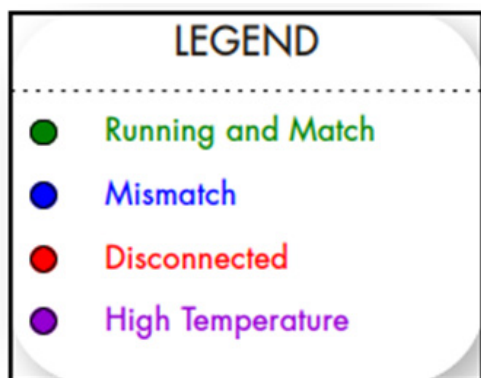 LEGEND
Running and Match
Mismatch
Disconnected
High Temperature